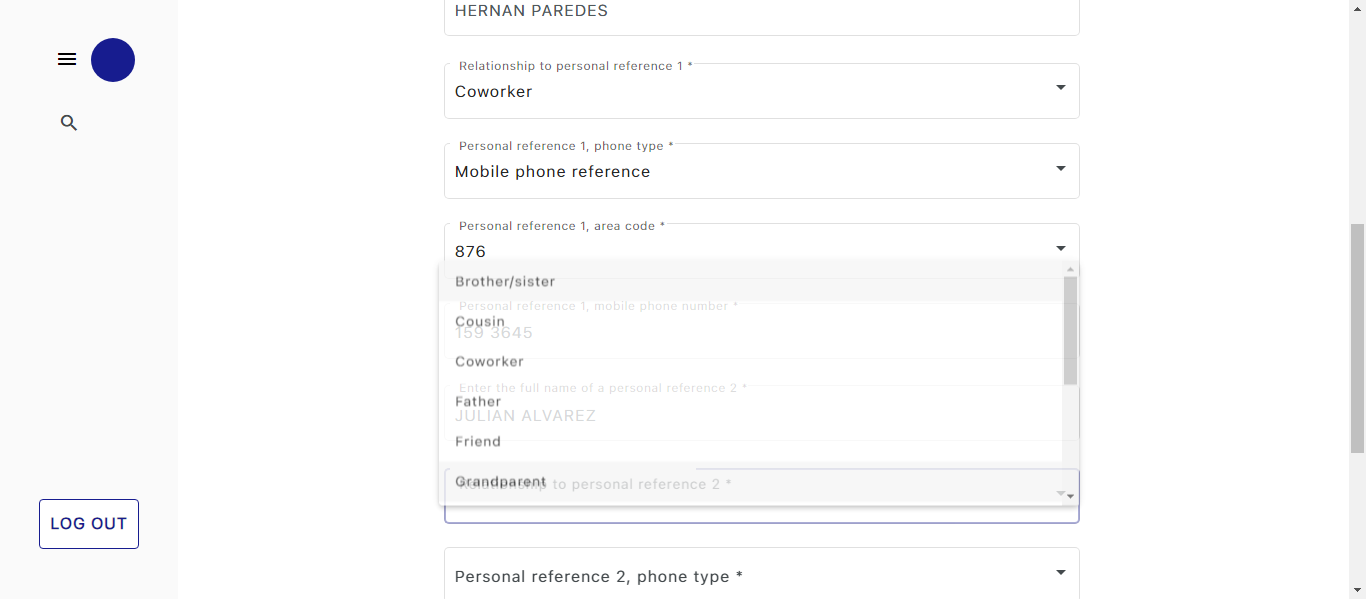 HERNAN PAREDES
Relationship to personal reference 1 *
Coworker
Personal reference 1, phone type *
Mobile phone reference
Personal reference 1, area code *
876
Brother/sister
Personal reference 1, mobile phone number *
Cousin
159 3645
Coworker
Enter the full name of a personal reference 2 *
Father
JULIAN ALVAREZ
Friend
Grandparent
Relationship to personal reference 2 *
LOG OUT
Personal reference 2, phone type *